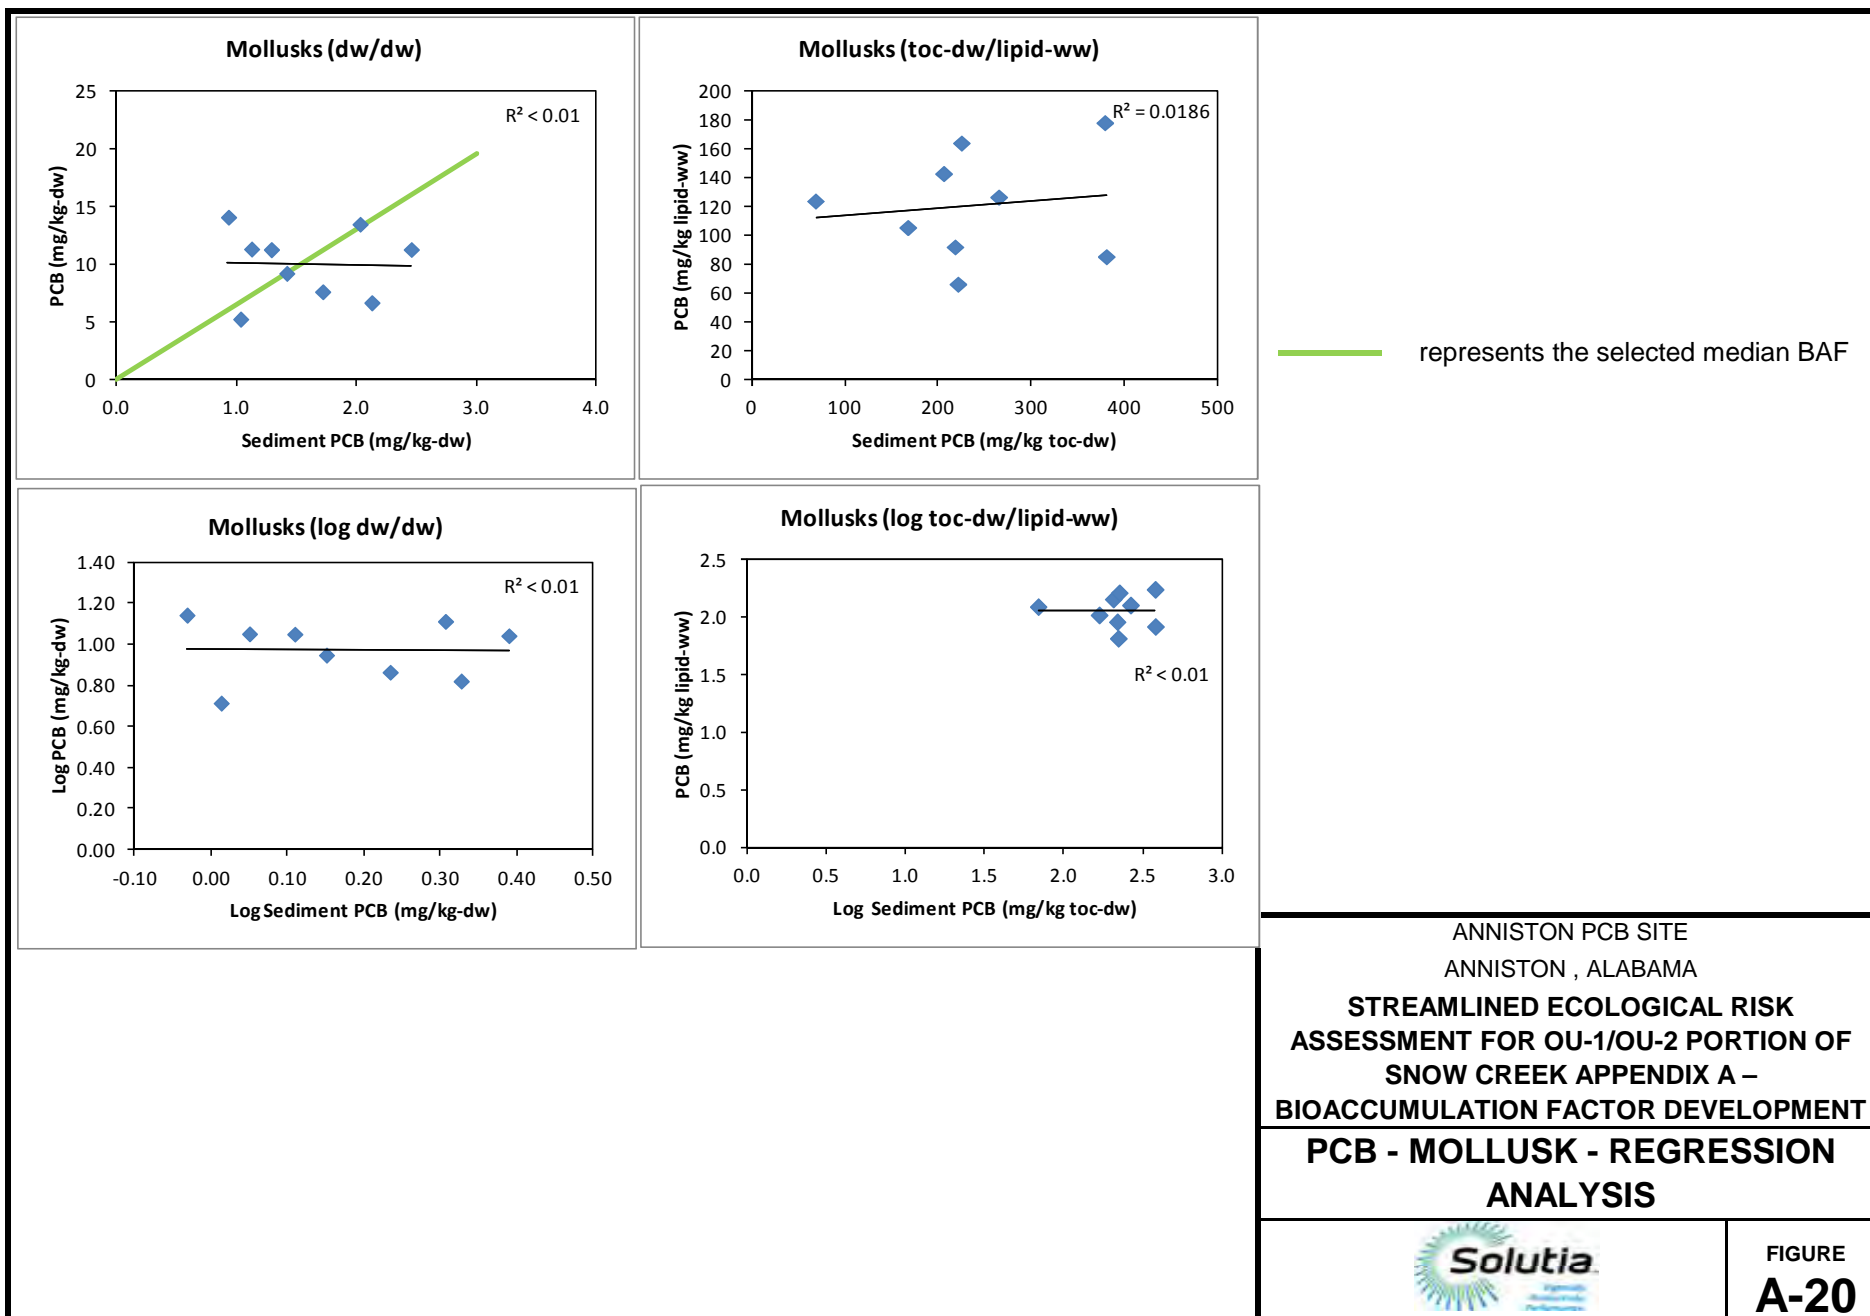 Mollusks (dw/dw)
R² < 0.01
PCB (mg/kg-dw)
25
20
15
10
5
0
0.0 1.0 2.0 3.0 4.0
Sediment PCB (mg/kg-dw)
Mollusks (toc-dw/lipid-ww)
R² = 0.0186
PCB (mg/kg lipid-ww)
200
180
160
140
120
100
80
60
40
20
0
0 100 200 300 400 500
Sediment PCB (mg/kg toc-dw)
represents the selected median BAF
Mollusks (log dw/dw)
R² < 0.01
Log PCB (mg/kg-dw)
1.40
1.20
1.00
0.80
0.60
0.40
0.20
0.00
-0.10 0.00 0.10 0.20 0.30 0.40 0.50
Log Sediment PCB (mg/kg-dw)
Mollusks (log toc-dw/lipid-ww)
R² < 0.01
PCB (mg/kg lipid-ww)
2.5
2.0
1.5
1.0
0.5
0.0
0.0 0.5 1.0 1.5 2.0 2.5 3.0
Log Sediment PCB (mg/kg toc-dw)
ANNISTON PCB SITE
ANNISTON , ALABAMA
STREAMLINED ECOLOGICAL RISK
ASSESSMENT FOR OU-1/OU-2 PORTION OF
SNOW CREEK APPENDIX A –
BIOACCUMULATION FACTOR DEVELOPMENT
PCB - MOLLUSK - REGRESSION
ANALYSIS
Solutia
FIGURE
A-20